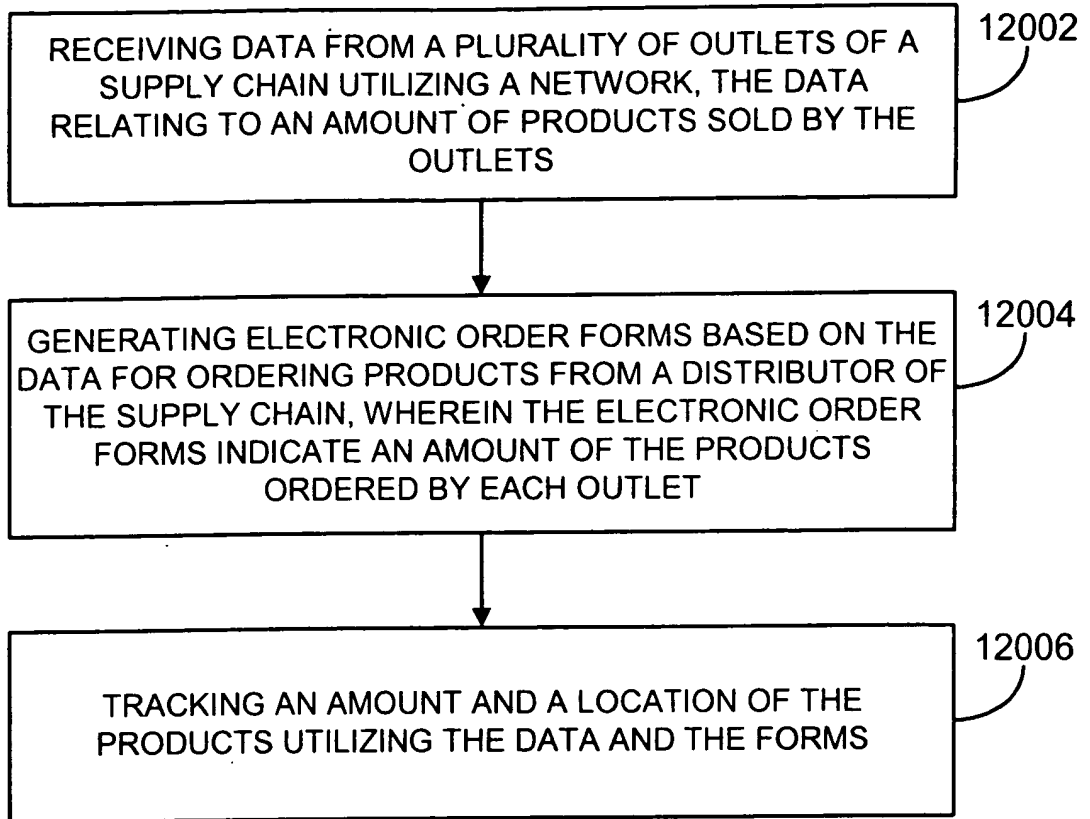 RECEIVING DATA FROM A PLURALITY OF OUTLETS OF A
SUPPLY CHAIN UTILIZING A NETWORK, THE DATA
RELATING TO AN AMOUNT OF PRODUCTS SOLD BY THE
OUTLETS
12002
GENERATING ELECTRONIC ORDER FORMS BASED ON THE
DATA FOR ORDERING PRODUCTS FROM A DISTRIBUTOR OF
THE SUPPLY CHAIN, WHEREIN THE ELECTRONIC ORDER
FORMS INDICATE AN AMOUNT OF THE PRODUCTS
ORDERED BY EACH OUTLET
12004
TRACKING AN AMOUNT AND A LOCATION OF THE
PRODUCTS UTILIZING THE DATA AND THE FORMS
12006